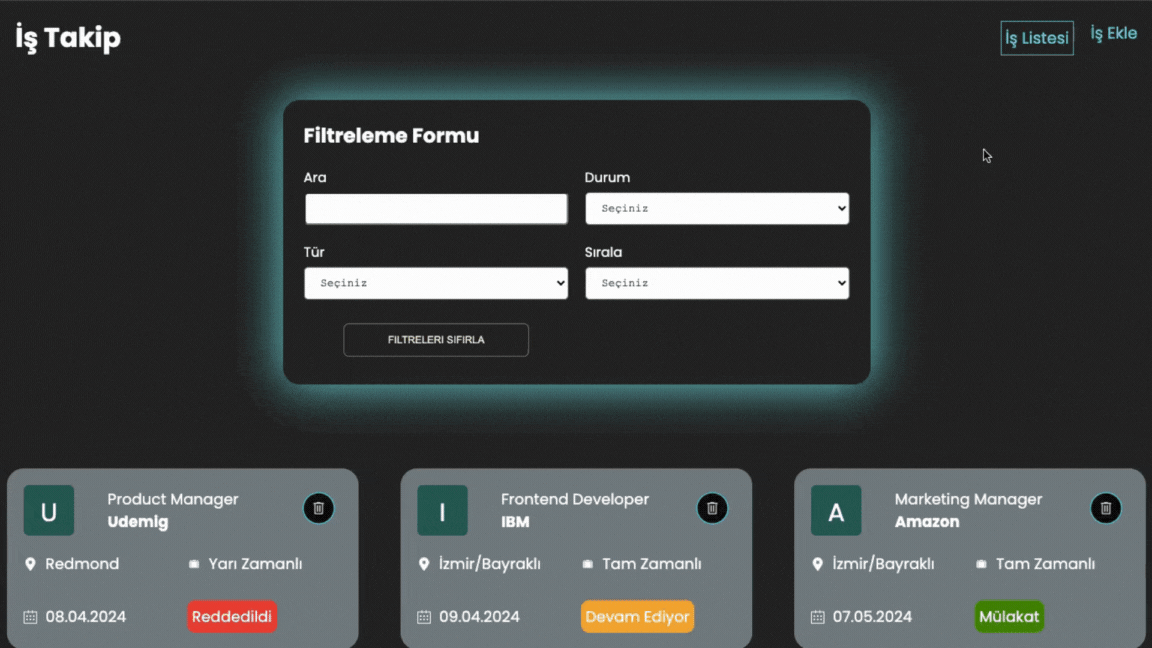 İş Takip
İş Listesi
İş Ekle
Filtreleme Formu
Ara
Durum
Seçiniz
Tür
Sırala
Seçiniz
Seçiniz
FILTRELERI SIFIRLA
U
Product Manager
Udemig
Redmond
Yarı Zamanlı
08.04.2024
Reddedildi
I
Frontend Developer
IBM
İzmir/Bayraklı
Tam Zamanlı
09.04.2024
Devam Ediyor
A
Marketing Manager
Amazon
İzmir/Bayraklı
Tam Zamanlı
07.05.2024
Mülakat